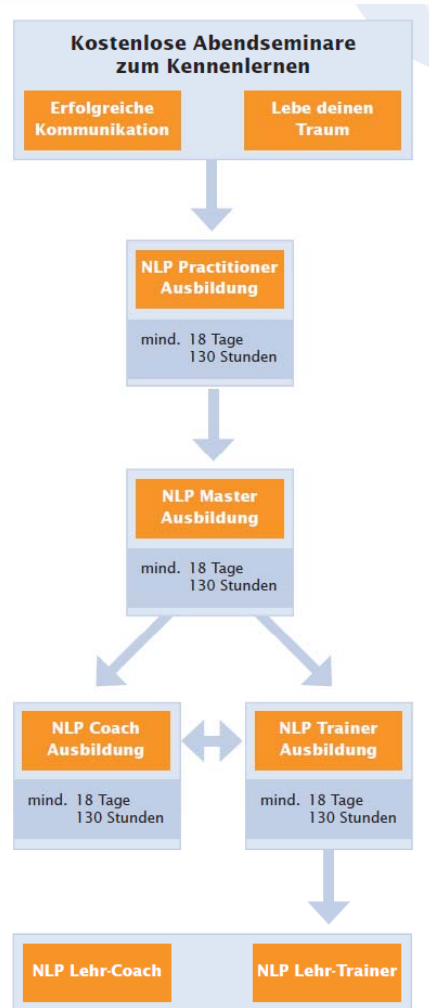 Kostenlose Abendseminare
zum Kennenlernen
Erfolgreiche
Kommunikation
Lebe deinen
Traum
NLP Practitioner
Ausbildung
mind. 18 Tage
130 Stunden
NLP Master
Ausbildung
mind. 18 Tage
130 Stunden
NLP Coach
Ausbildung
mind. 18 Tage
130 Stunden
NLP Trainer
Ausbildung
mind. 18 Tage
130 Stunden
NLP Lehr-Coach
NLP Lehr-Trainer